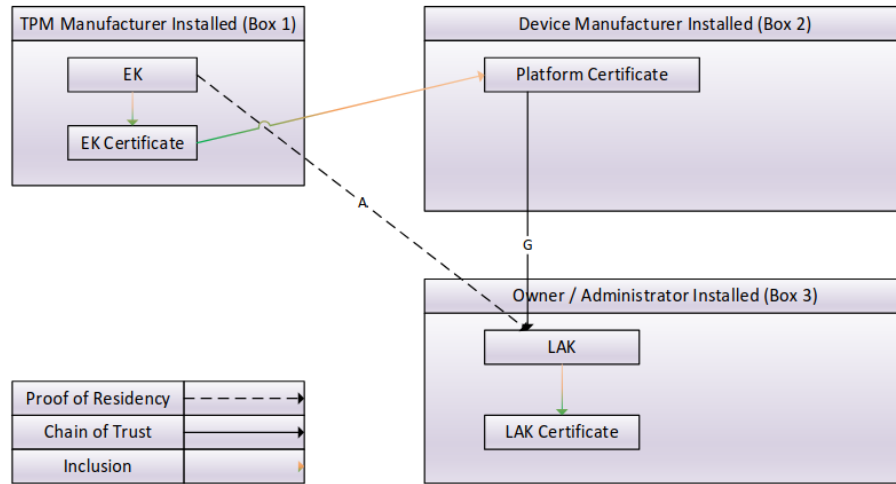 TPM Manufacturer Installed (Box 1)
EK
EK Certificate
Device Manufacturer Installed (Box 2)
Platform Certificate
A
G
Owner / Administrator Installed (Box 3)
LAK
LAK Certificate
Proof of Residency
Chain of Trust
Inclusion